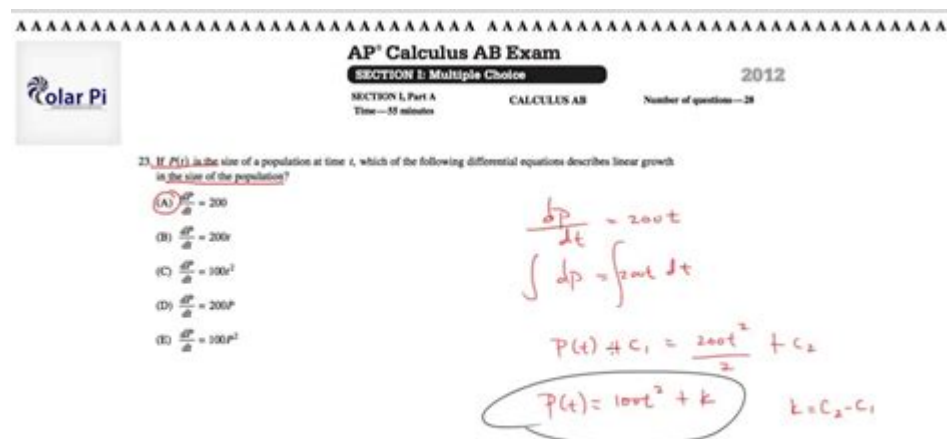 A A A A A A A A A A A A A A A A A A A A A A A A A A A A A A A A A A A A A A A A A A A A A A A A A A A A A A
AP® Calculus AB Exam
SECTION I: Multiple Choice
2012
olar Pi
SECTION I, Part A
Time—55 minutes
CALCULUS AB
Number of questions—28
23. If P(t) is the size of a population at time t, which of the following differential equations describes linear growth
in the size of the population?
(A) dP/dt = 200
(B) dP/dt = 200t
(C) dP/dt = 100t²
(D) dP/dt = 200P
(E) dP/dt = 100P²
dp/dt = 200t
∫ dp = ∫ 200t dt
P(t) + C₁ = 200t²/2 + C₂
P(t) = 100t² + k
k = C₂ - C₁